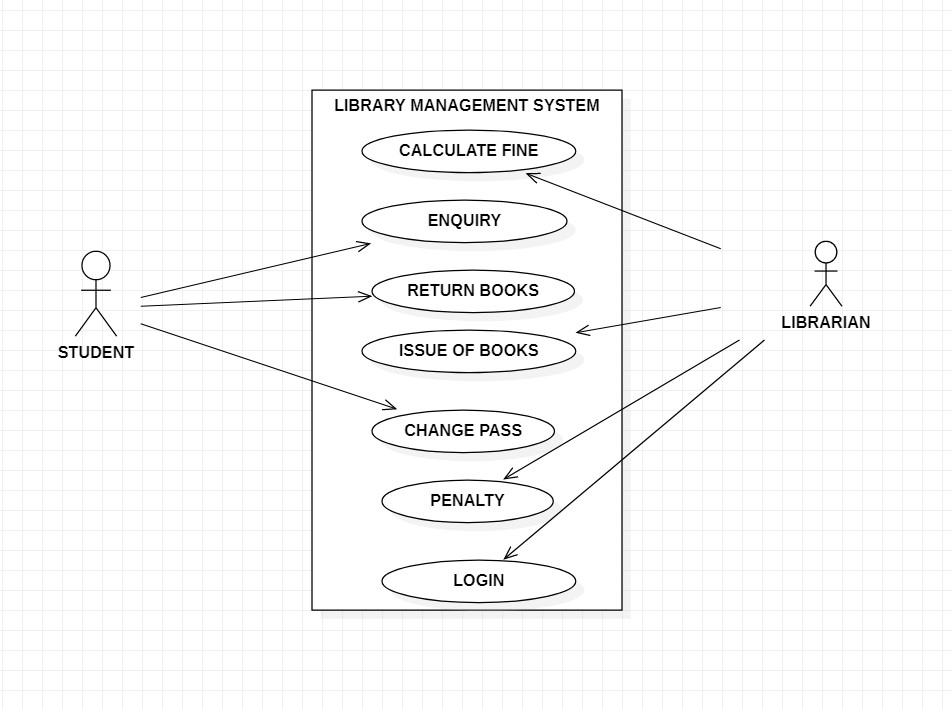 LIBRARY MANAGEMENT SYSTEM
CALCULATE FINE
ENQUIRY
RETURN BOOKS
ISSUE OF BOOKS
CHANGE PASS
PENALTY
LOGIN
STUDENT
LIBRARIAN